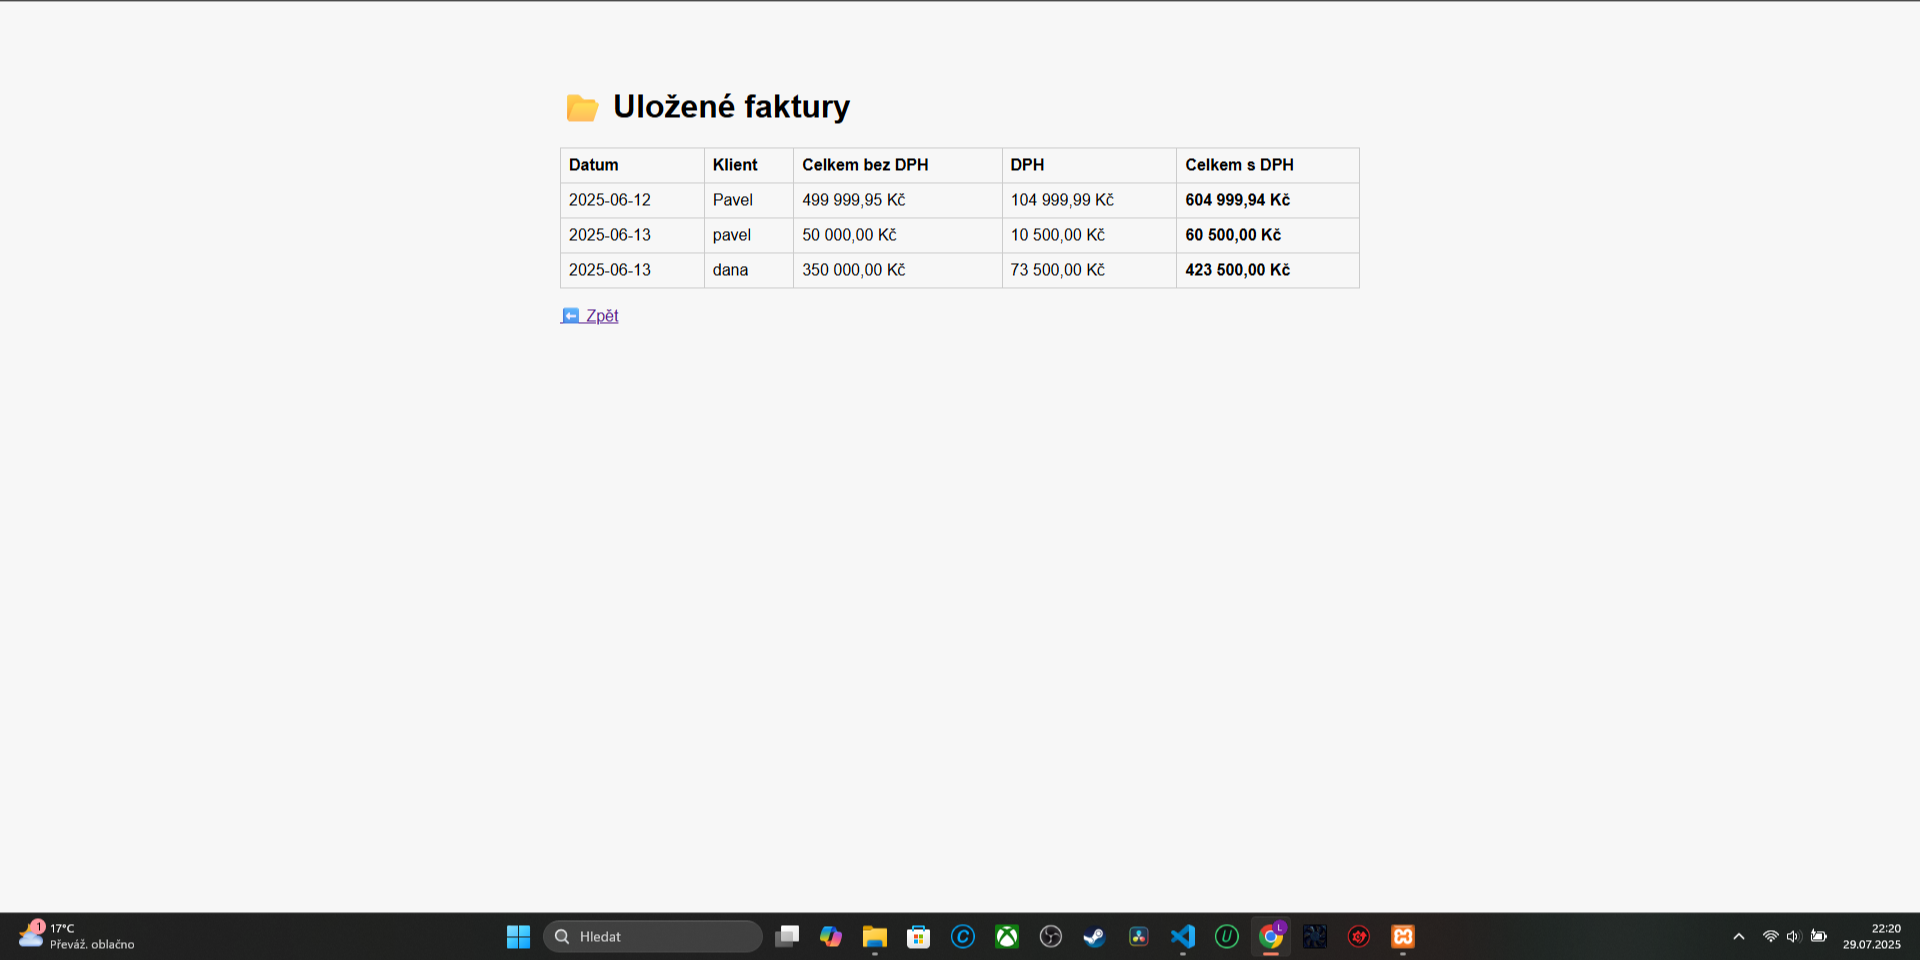 Uložené faktury
Datum Klient Celkem bez DPH DPH Celkem s DPH
2025-06-12 Pavel 499 999,95 Kč 104 999,99 Kč 604 999,94 Kč
2025-06-13 pavel 50 000,00 Kč 10 500,00 Kč 60 500,00 Kč
2025-06-13 dana 350 000,00 Kč 73 500,00 Kč 423 500,00 Kč
Zpět
1
17°C
Převáž. oblačno
Hledat
L
22:20
29.07.2025